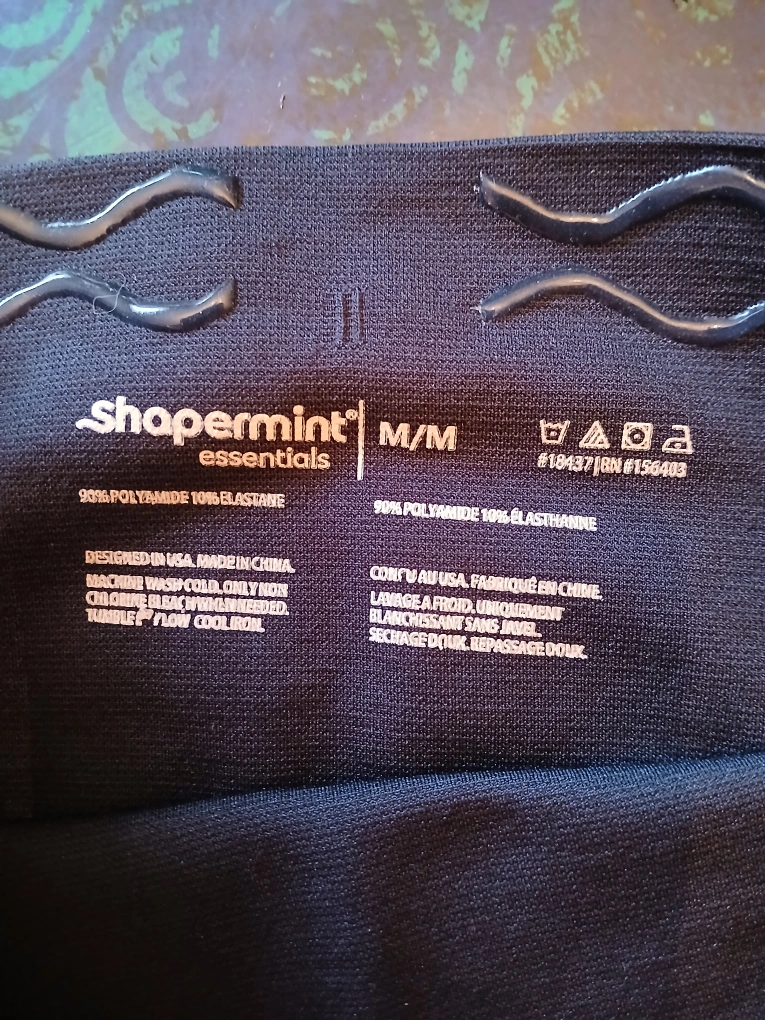 shapermint®
essentials
M/M
#18437|RN #156403
90% POLYAMIDE 10% ELASTANE
DESIGNED IN USA. MADE IN CHINA.
MACHINE WASH COLD. ONLY NON
CHLORINE BLEACH WHEN NEEDED.
TUMBLE /LOW COOL IRON.
90% POLYAMIDE 10% ÉLASTHANNE
CONÇU AU USA. FABRIQUÉ EN CHINE.
LAVAGE A FROID. UNIQUEMENT
BLANCHISSANT SANS JAVEL.
SECHAGE DOUX. REPASSAGE DOUX.